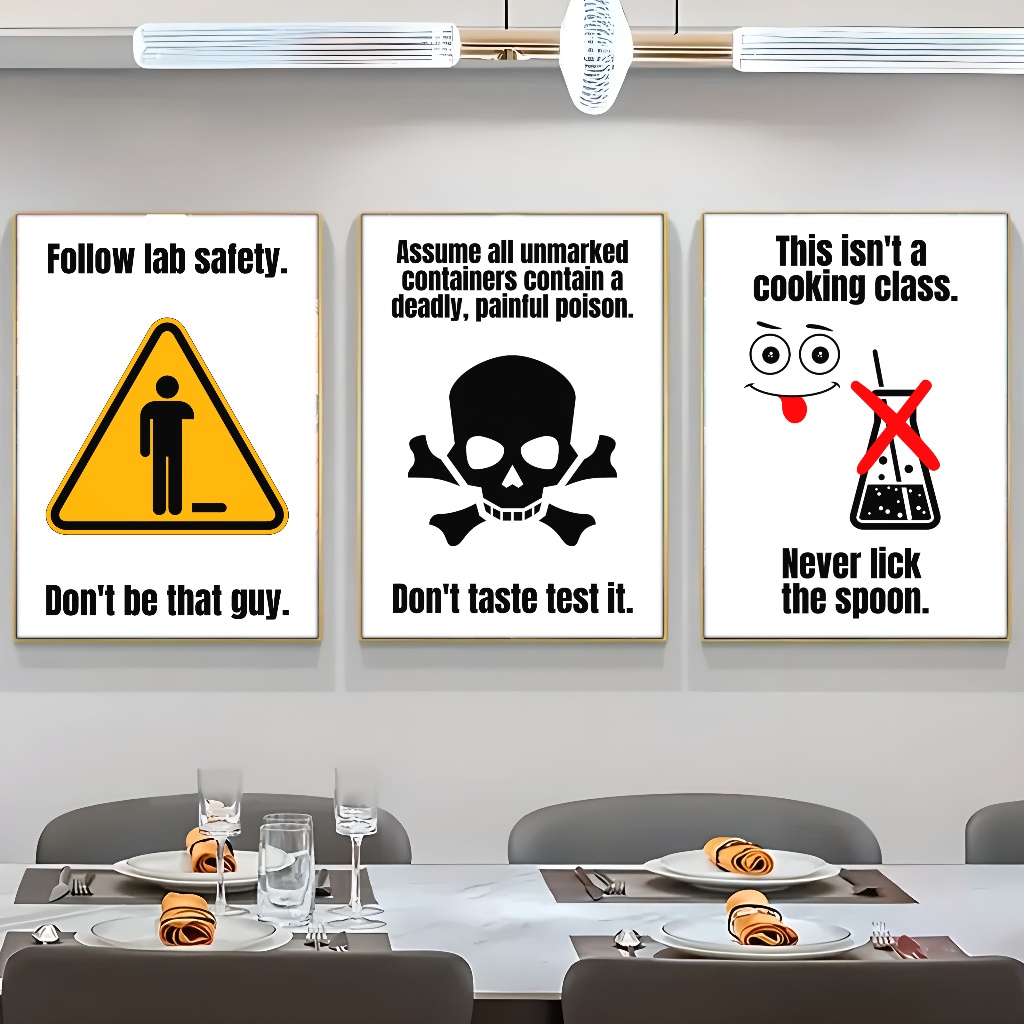 Follow lab safety.
Don't be that guy.
Assume all unmarked
containers contain a
deadly, painful poison.
Don't taste test it.
This isn't a
cooking class.
Never lick
the spoon.